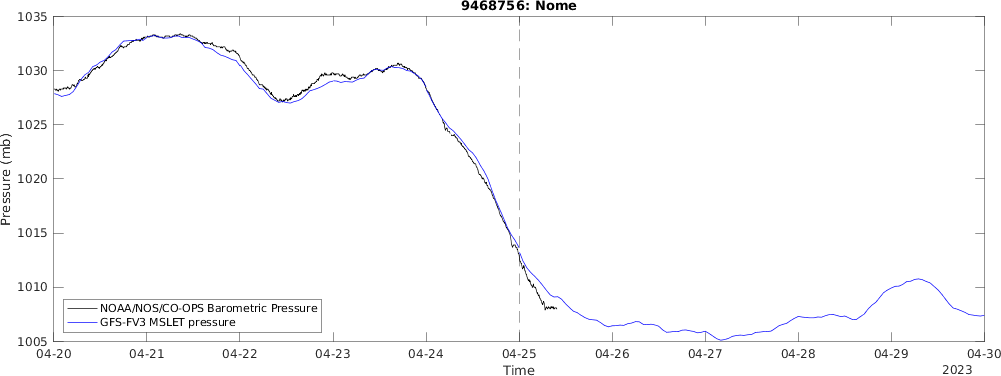 9468756: Nome
1035
1030
1025
1020
1015
1010
1005
Pressure (mb)
NOAA/NOS/CO-OPS Barometric Pressure
GFS-FV3 MSLET pressure
04-20 04-21 04-22 04-23 04-24 04-25 04-26 04-27 04-28 04-29 04-30
Time
2023